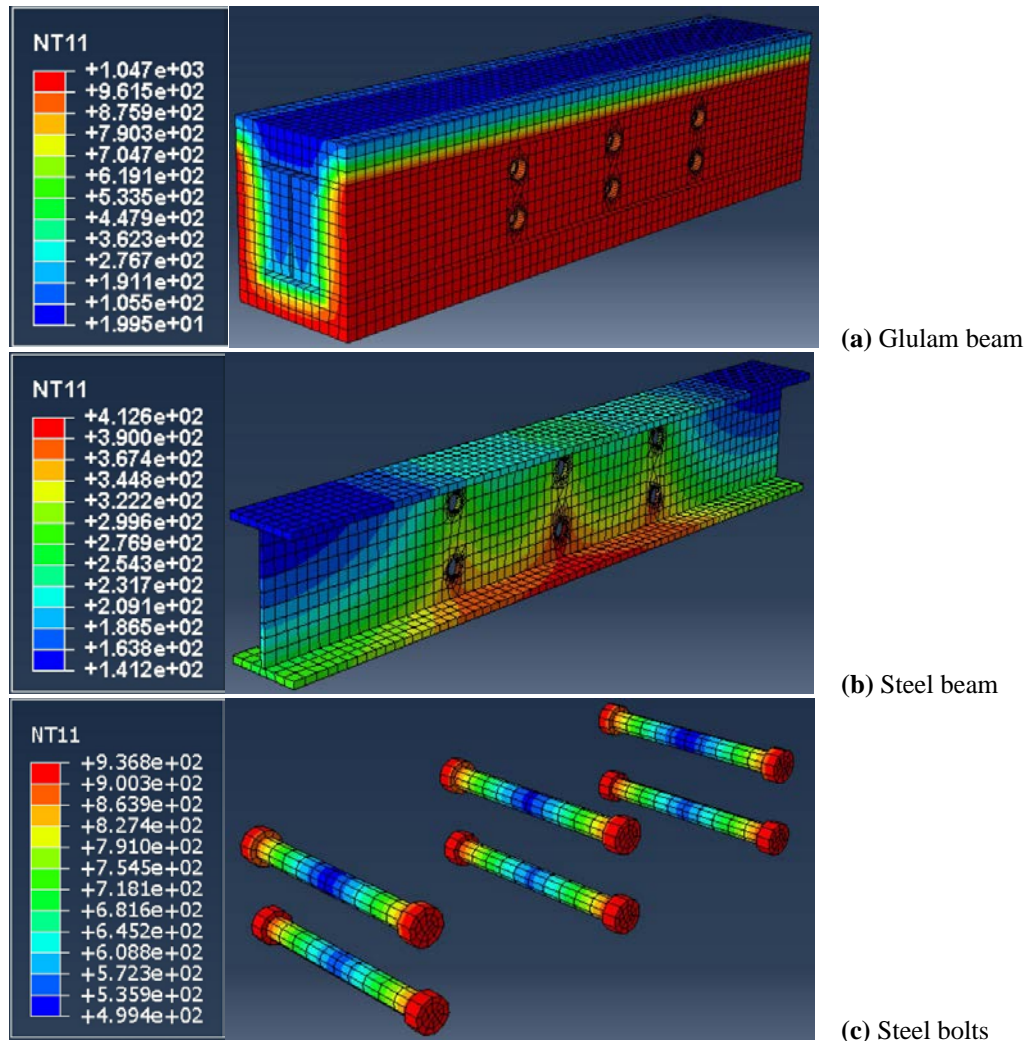 NT11
+1.047e+03
+9.615e+02
+8.759e+02
+7.903e+02
+7.047e+02
+6.191e+02
+5.335e+02
+4.479e+02
+3.623e+02
+2.767e+02
+1.911e+02
+1.055e+02
+1.995e+01
(a) Glulam beam
NT11
+4.126e+02
+3.900e+02
+3.674e+02
+3.448e+02
+3.222e+02
+2.996e+02
+2.769e+02
+2.543e+02
+2.317e+02
+2.091e+02
+1.865e+02
+1.638e+02
+1.412e+02
(b) Steel beam
NT11
+9.368e+02
+9.003e+02
+8.639e+02
+8.274e+02
+7.910e+02
+7.545e+02
+7.181e+02
+6.816e+02
+6.452e+02
+6.088e+02
+5.723e+02
+5.359e+02
+4.994e+02
(c) Steel bolts